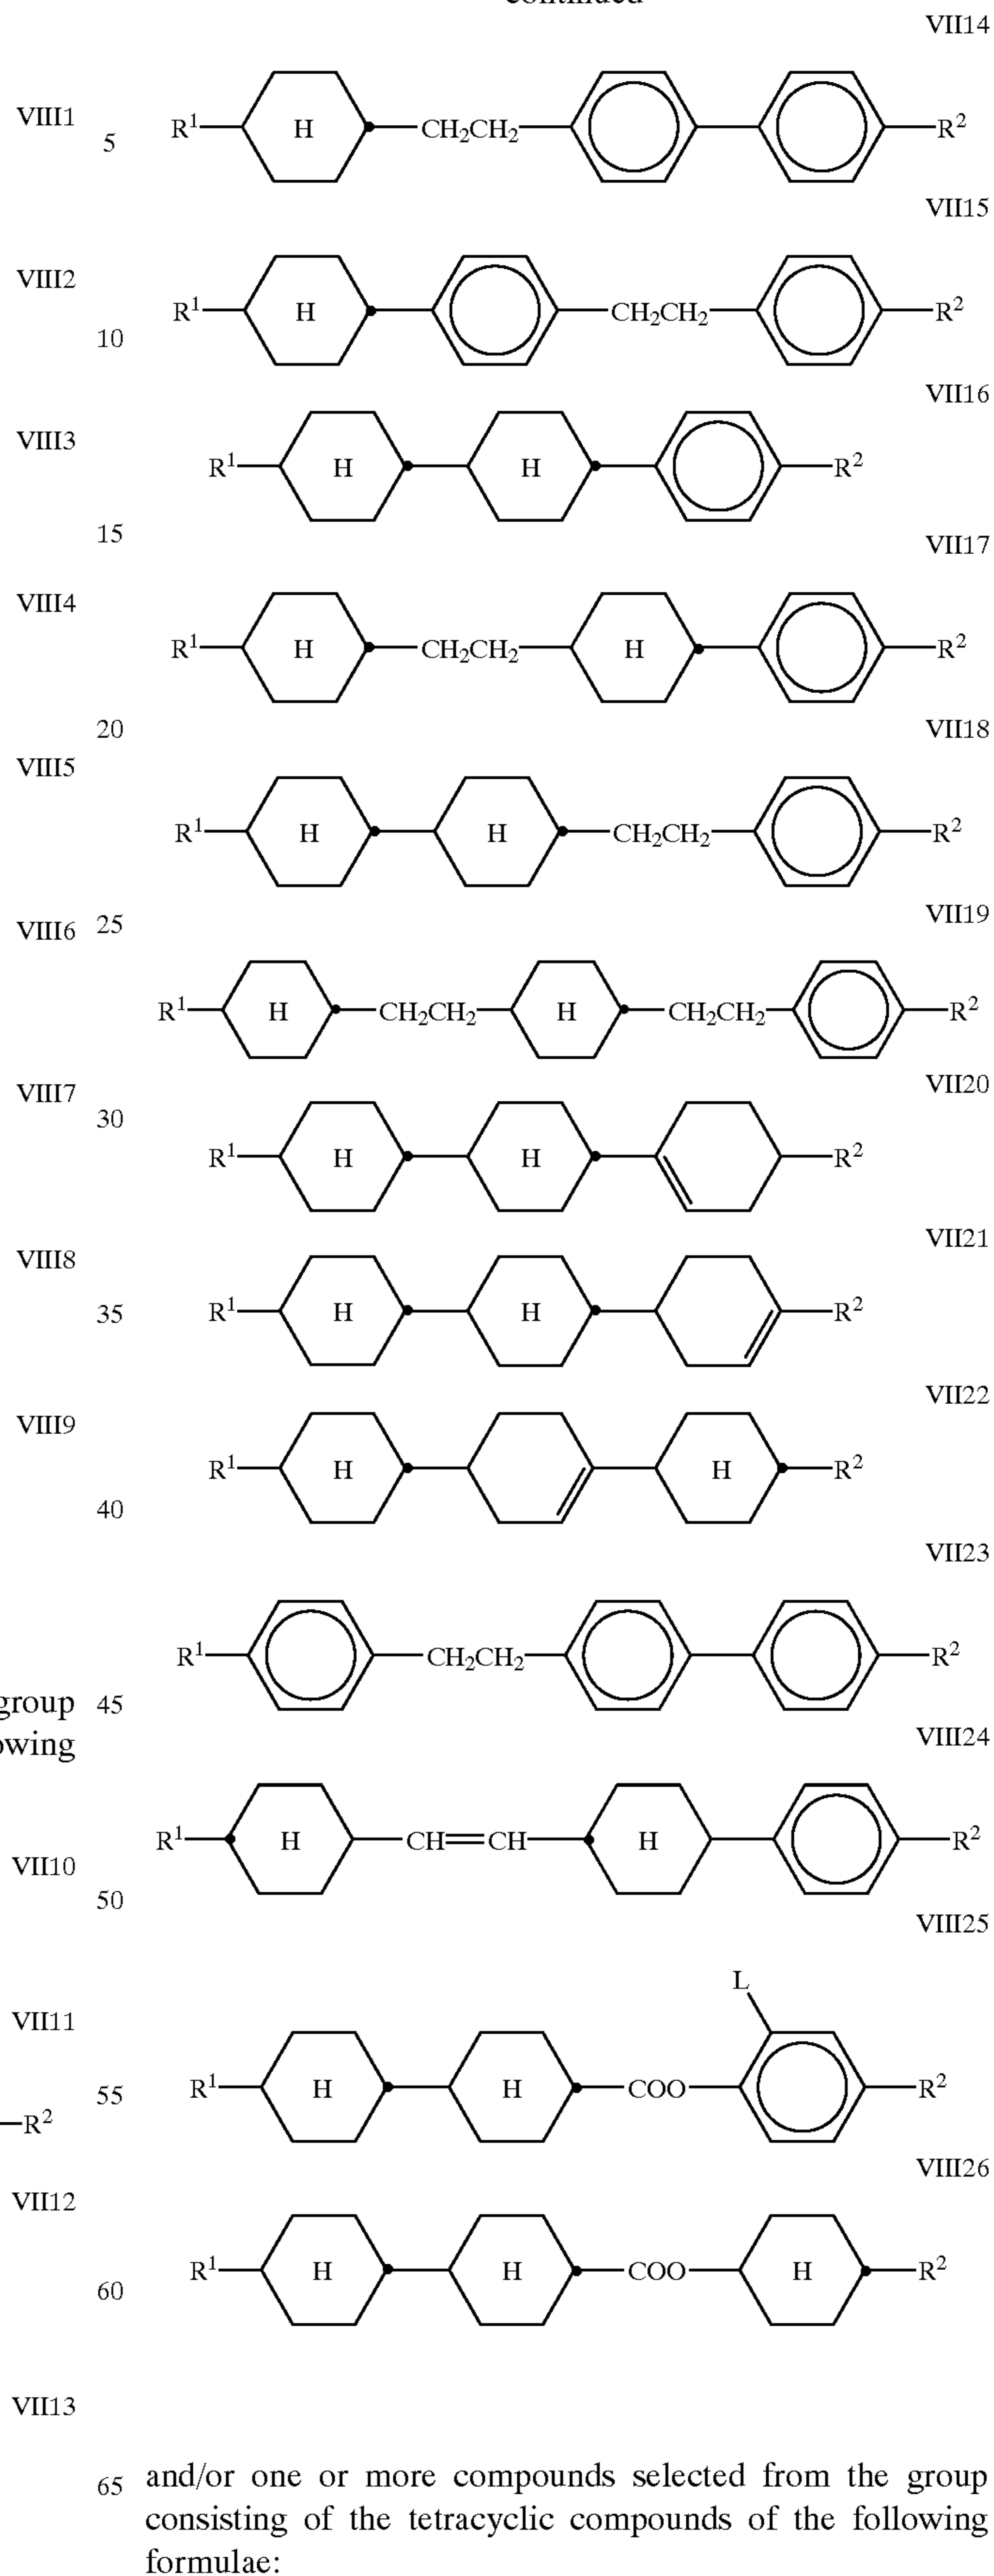 continued
VII14
VIII1
5
R¹ H CH₂CH₂ R²
VII15
VIII2
10
R¹ H CH₂CH₂ R²
VII16
VIII3
R¹ H H R²
15
VII17
VIII4
R¹ H CH₂CH₂ H R²
20
VII18
VIII5
R¹ H H CH₂CH₂ R²
VII19
VIII6
25
R¹ H CH₂CH₂ H CH₂CH₂ R²
VII20
VIII7
30
R¹ H H R²
VII21
VIII8
35
R¹ H H R²
VII22
VIII9
R¹ H H R²
40
VII23
R¹ CH₂CH₂ R²
group
45
owing
VIII24
R¹ H CH=CH H R²
VII10
50
VIII25
L
VII11
55
R¹ H H COO R²
—R²
VIII26
VII12
R¹ H H COO H R²
60
VII13
65
and/or one or more compounds selected from the group
consisting of the tetracyclic compounds of the following
formulae: